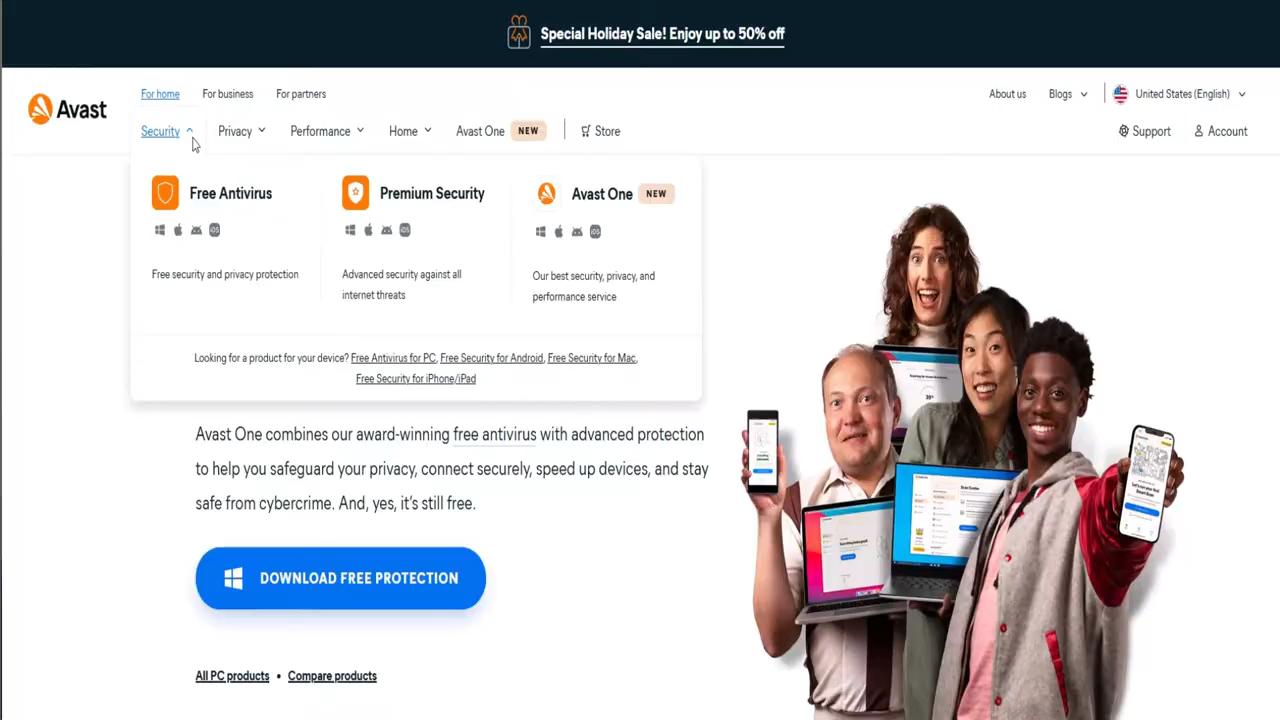 Special Holiday Sale! Enjoy up to 50% off
Avast
For home For business For partners
About us Blogs United States (English)
Security Privacy Performance Home Avast One NEW Store
Support Account
Free Antivirus
Free security and privacy protection
Premium Security
Advanced security against all
internet threats
Avast One NEW
Our best security, privacy, and
performance service
Looking for a product for your device? Free Antivirus for PC, Free Security for Android, Free Security for Mac,
Free Security for iPhone/iPad
Avast One combines our award-winning free antivirus with advanced protection
to help you safeguard your privacy, connect securely, speed up devices, and stay
safe from cybercrime. And, yes, it's still free.
DOWNLOAD FREE PROTECTION
All PC products • Compare products